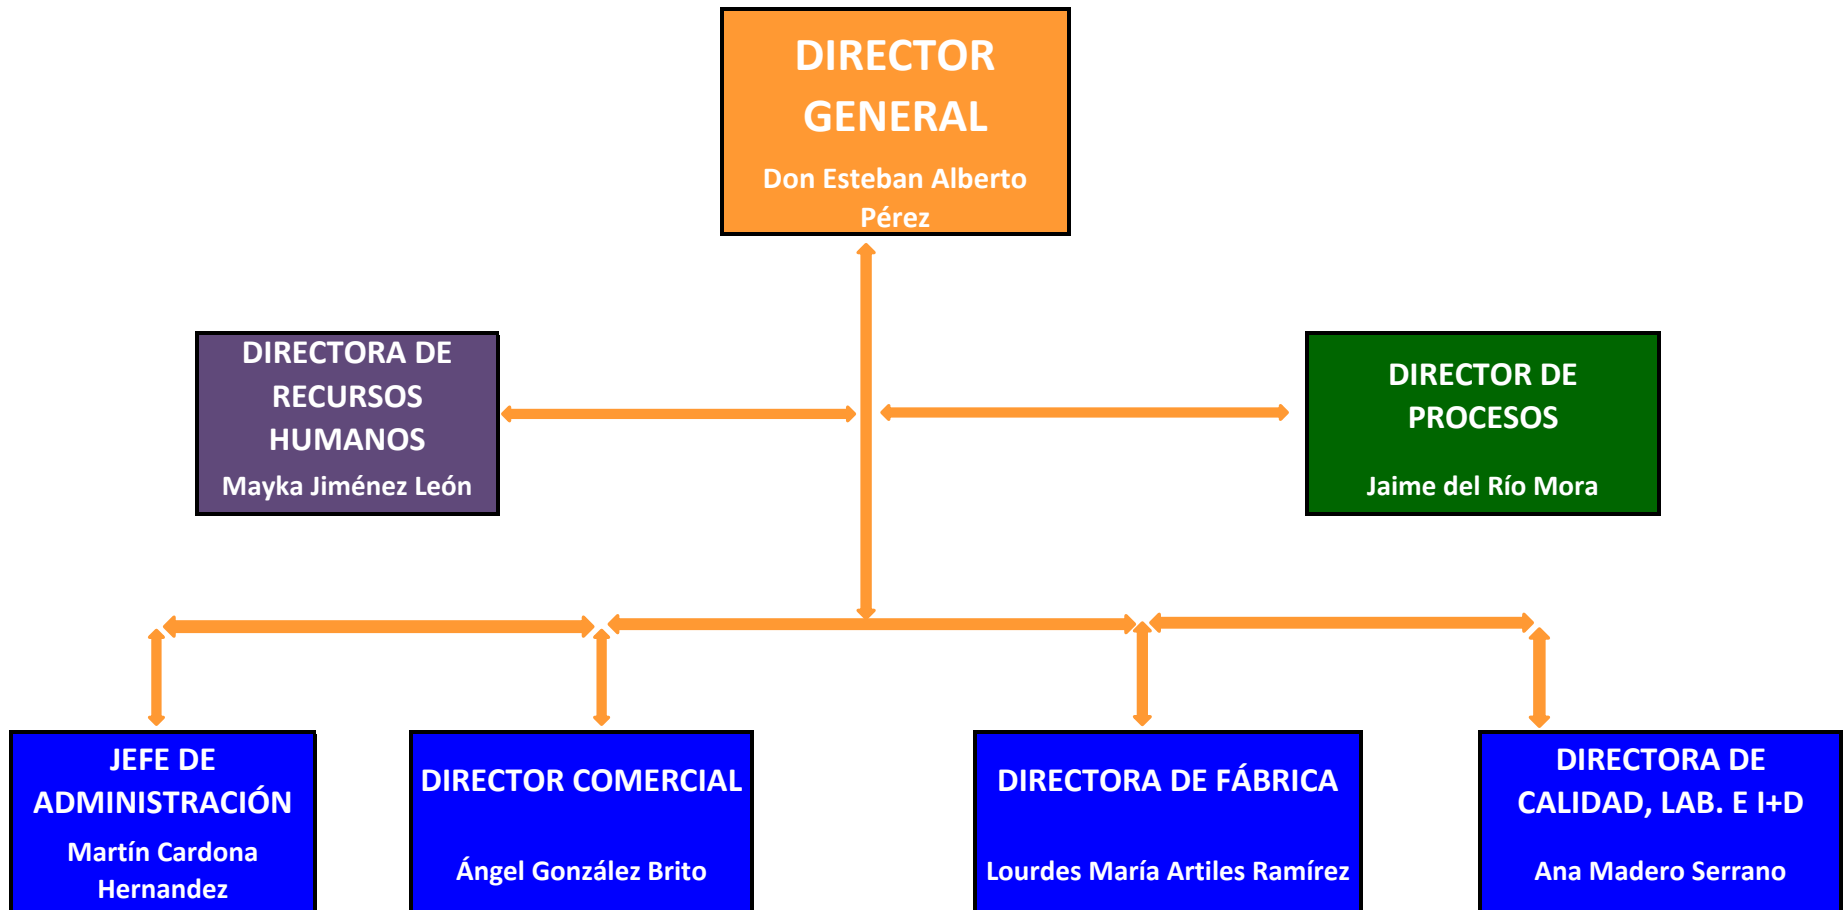 DIRECTOR
GENERAL
Don Esteban Alberto
Pérez
DIRECTORA DE
RECURSOS
HUMANOS
Mayka Jiménez León
DIRECTOR DE
PROCESOS
Jaime del Río Mora
JEFE DE
ADMINISTRACIÓN
Martín Cardona
Hernandez
DIRECTOR COMERCIAL
Ángel González Brito
DIRECTORA DE FÁBRICA
Lourdes María Artiles Ramírez
DIRECTORA DE
CALIDAD, LAB. E I+D
Ana Madero Serrano